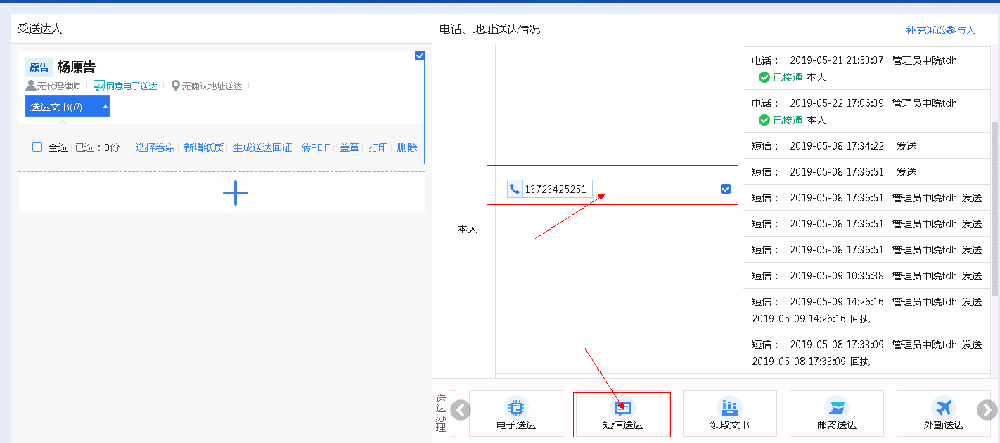 受送达人
原告 杨原告
无代理律师 同意电子送达 无确认地址送达
送达文书(0)
全选 已选：0份 选择卷宗 新增纸质 生成送达回证 转PDF 盖章 打印 删除
电话、地址送达情况
补充诉讼参与人
本人
13723425251
电话： 2019-05-21 21:53:37 管理员中院tdh
已接通 本人
电话： 2019-05-22 17:06:39 管理员中院tdh
已接通 本人
短信： 2019-05-08 17:34:22 发送
短信： 2019-05-08 17:36:51 发送
短信： 2019-05-08 17:36:51 管理员中院tdh 发送
短信： 2019-05-08 17:36:51 管理员中院tdh 发送
短信： 2019-05-08 17:36:51 管理员中院tdh 发送
短信： 2019-05-09 10:35:38 管理员中院tdh 发送
短信： 2019-05-09 14:26:16 管理员中院tdh 发送
2019-05-09 14:26:16 回执
短信： 2019-05-08 17:33:09 管理员中院tdh 发送
2019-05-08 17:33:09 回执
送达办理
电子送达 短信送达 领取文书 邮寄送达 外勤送达